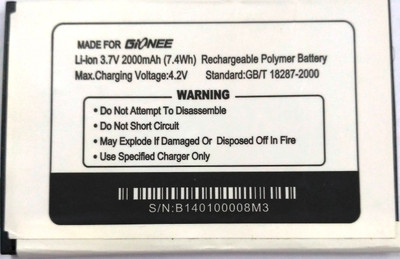 MADE FOR GIONEE
Li-ion 3.7V 2000mAh (7.4Wh) Rechargeable Polymer Battery
Max.Charging Voltage:4.2V Standard:GB/T 18287-2000
WARNING
• Do Not Attempt To Disassemble
• Do Not Short Circuit
• May Explode If Damaged Or Disposed Off In Fire
• Use Specified Charger Only
S/N:B140100008M3